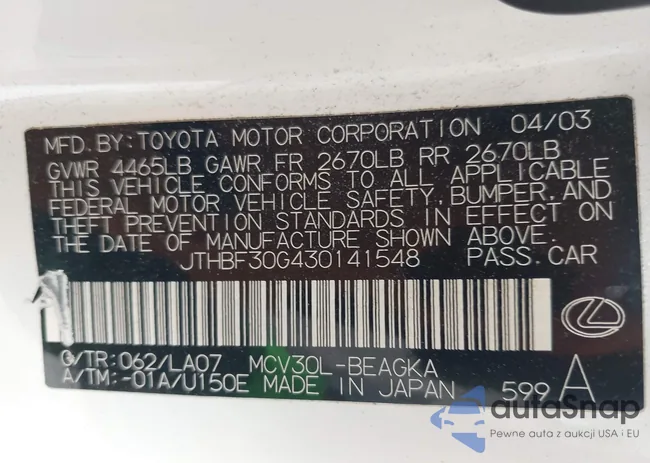 MFD.BY:TOYOTA MOTOR CORPORATION 04/03
GVWR 4465LB GAWR FR 2670LB RR 2670LB
THIS VEHICLE CONFORMS TO ALL APPLICABLE
FEDERAL MOTOR VEHICLE SAFETY,BUMPER,AND
THEFT PREVENTION STANDARDS IN EFFECT ON
THE DATE OF MANUFACTURE SHOWN ABOVE.
JTHBF30G430141548 PASS.CAR
C/TR:062/LA07 MCV30L-BEAGKA
A/TM:-01A/U150E MADE IN JAPAN 599 A
autoSnap
Pewne auta z aukcji USA i EU